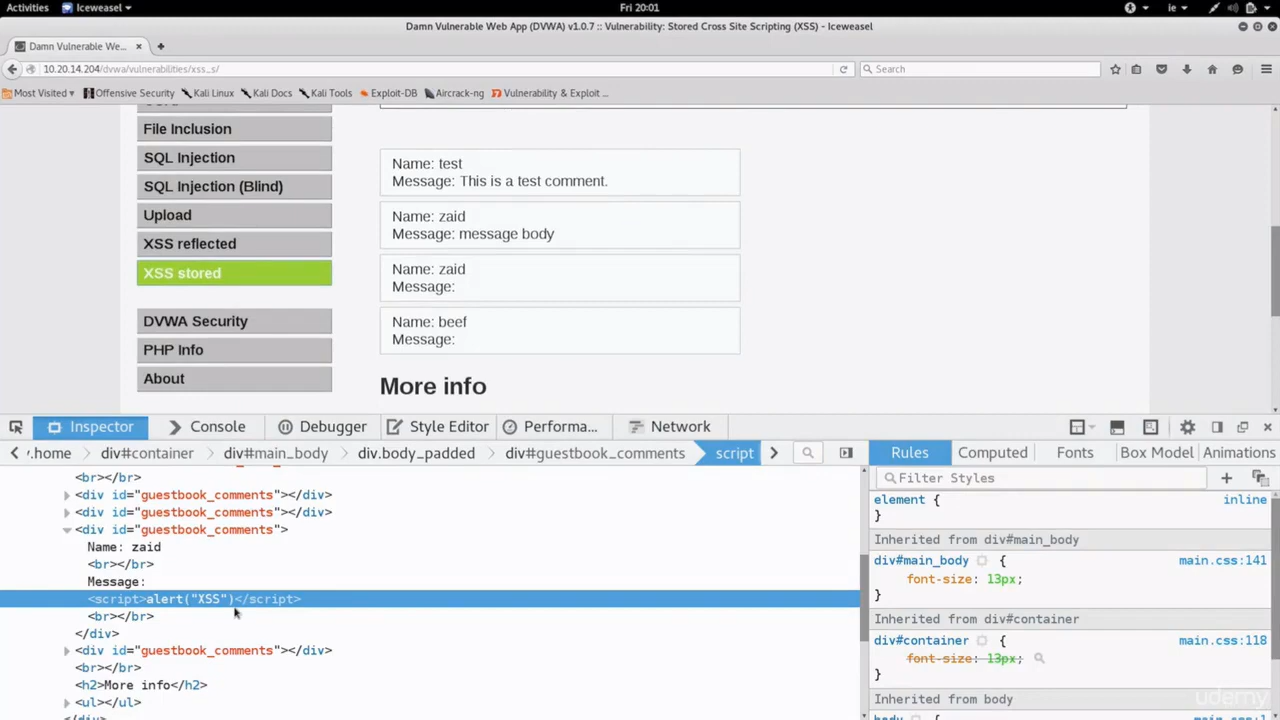 Activities Iceweasel Fri 20:01 ie
Damn Vulnerable Web App (DVWA) v1.0.7 :: Vulnerability: Stored Cross Site Scripting (XSS) - Iceweasel
Damn Vulnerable We...
10.20.14.204/dvwa/vulnerabilities/xss_s/ Search
Most Visited Offensive Security Kali Linux Kali Docs Kali Tools Exploit-DB Aircrack-ng Vulnerability & Exploit ...
File Inclusion
SQL Injection
SQL Injection (Blind)
Upload
XSS reflected
XSS stored
DVWA Security
PHP Info
About
Name: test
Message: This is a test comment.
Name: zaid
Message: message body
Name: zaid
Message:
Name: beef
Message:
More info
Inspector Console Debugger Style Editor Performa... Network
.home div#container div#main_body div.body_padded div#guestbook_comments script
<br></br>
<div id="guestbook_comments"></div>
<div id="guestbook_comments"></div>
<div id="guestbook_comments">
Name: zaid
<br></br>
Message:
<script>alert("XSS")</script>
<br></br>
</div>
<div id="guestbook_comments"></div>
<br></br>
<h2>More info</h2>
<ul></ul>
</div>
Rules Computed Fonts Box Model Animations
Filter Styles
element { inline
}
Inherited from div#main_body
div#main_body { main.css:141
font-size: 13px;
}
Inherited from div#container
div#container { main.css:118
font-size: 13px;
}
Inherited from body
body { main.css:1
udemy